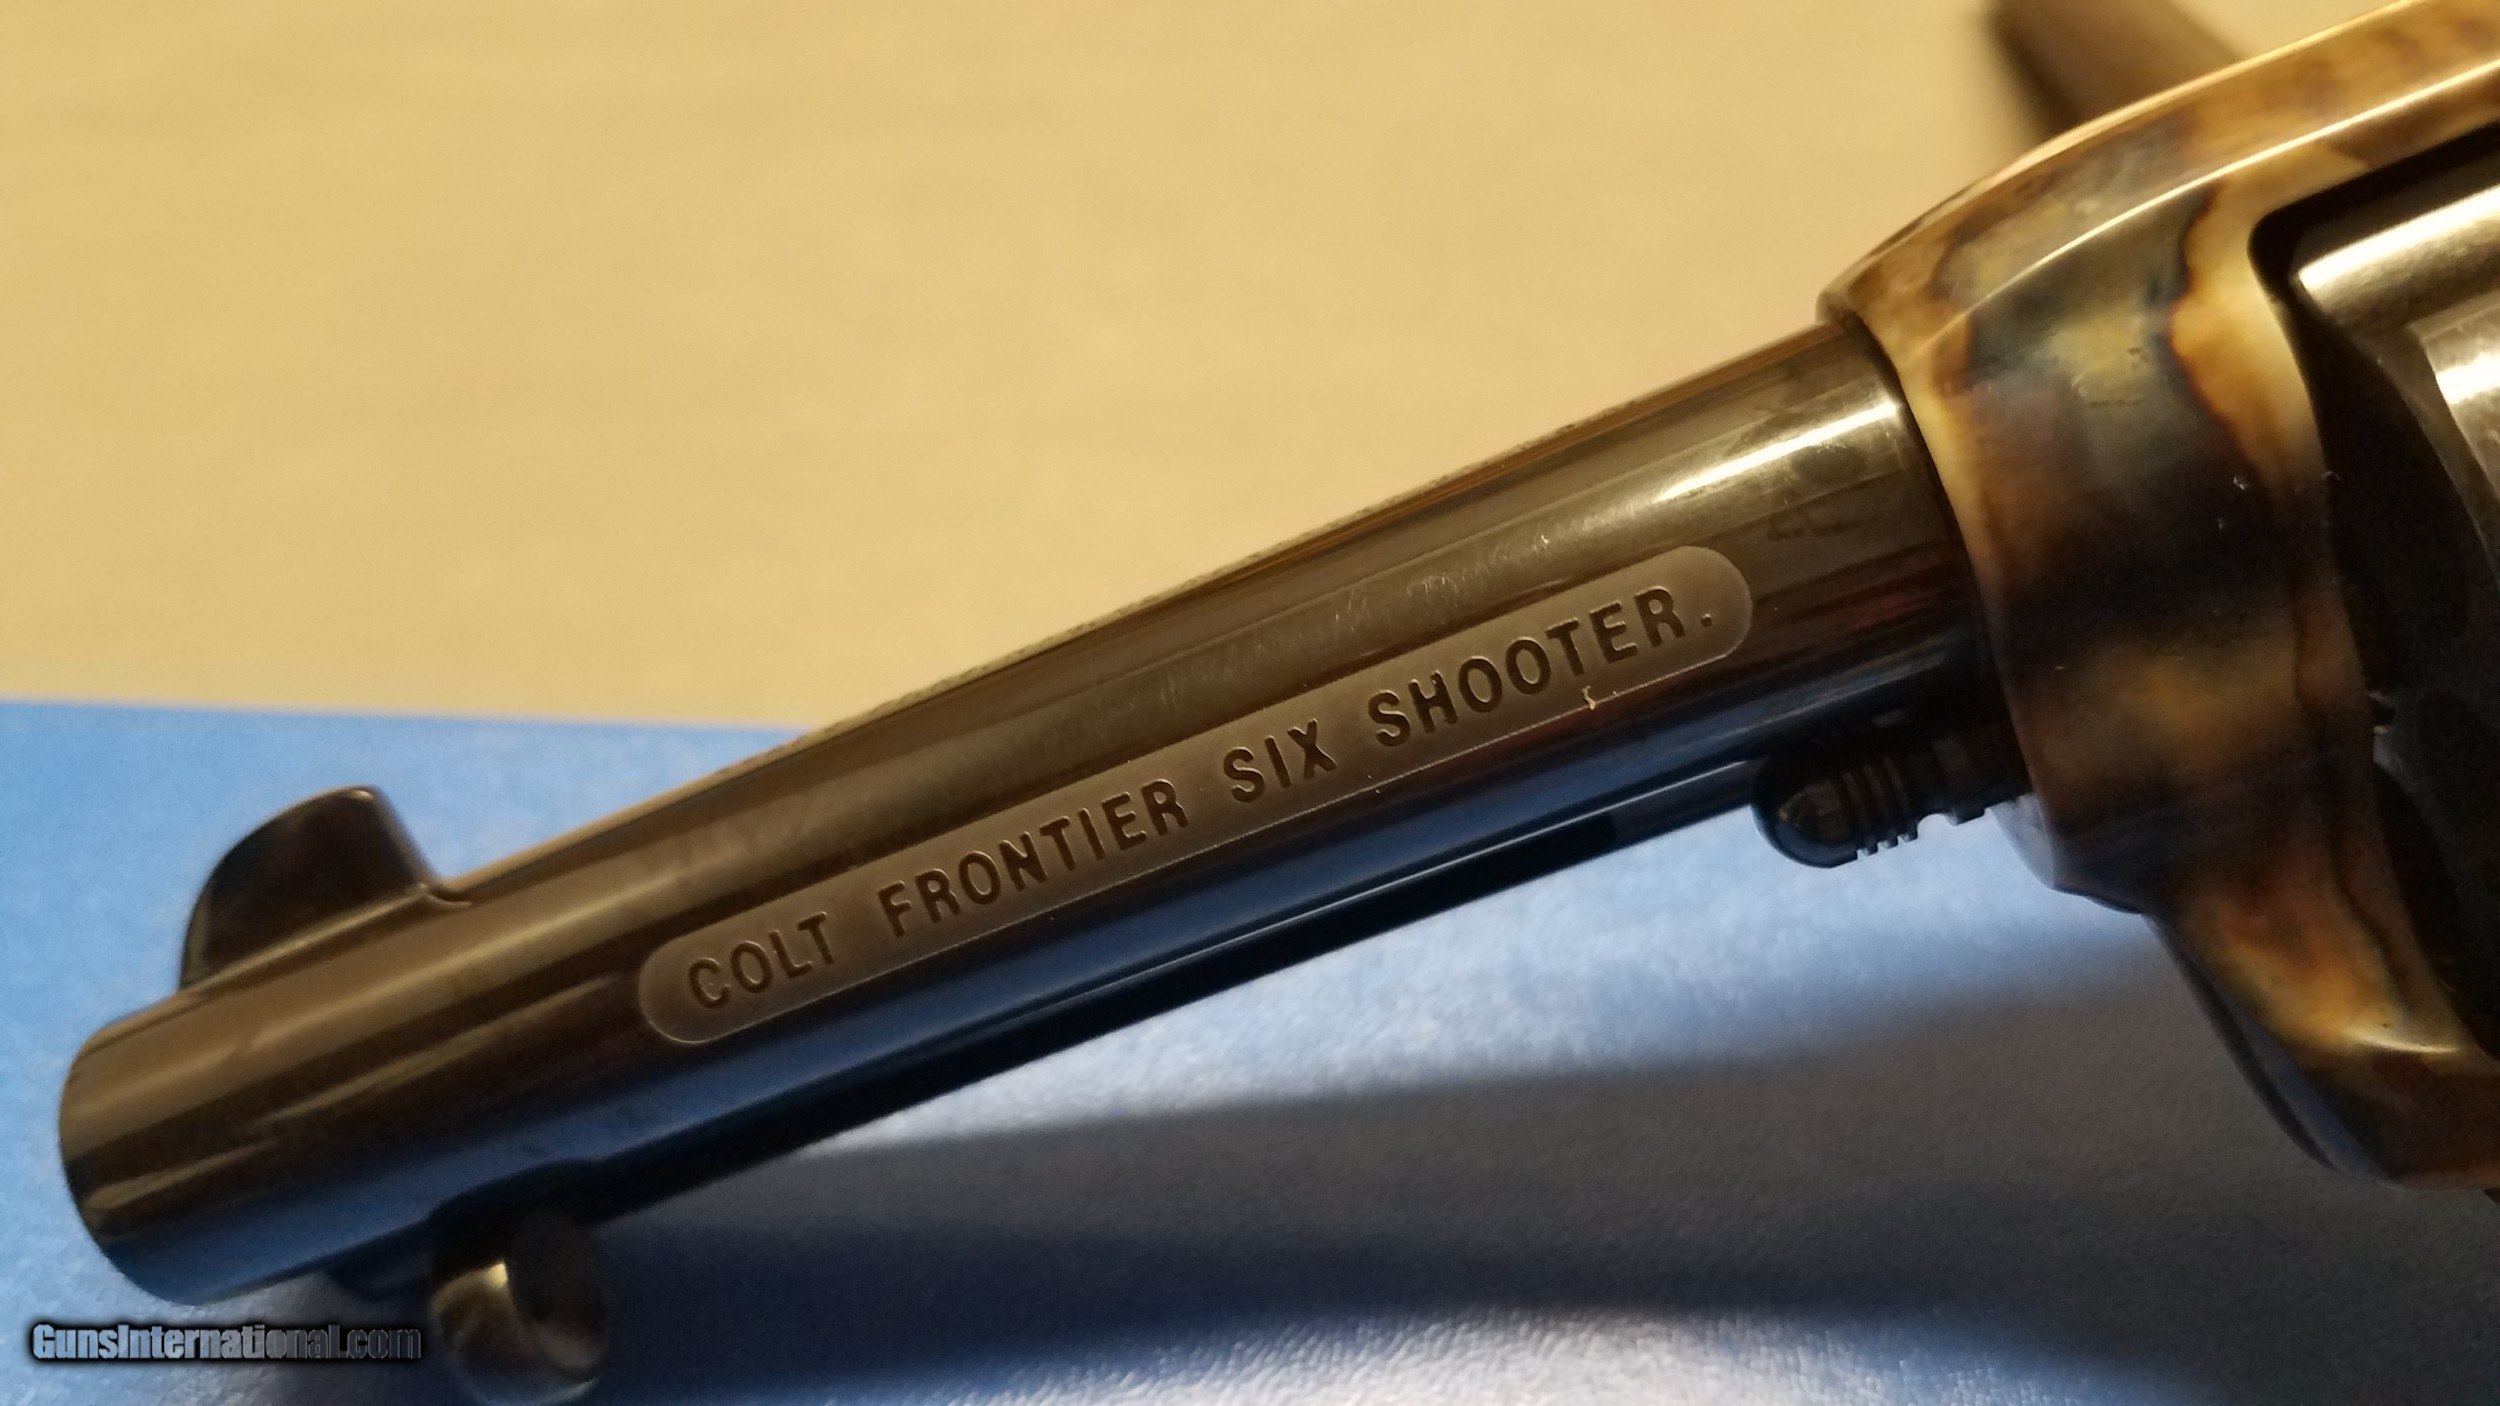 COLT FRONTIER SIX SHOOTER.
GunsInternational.com